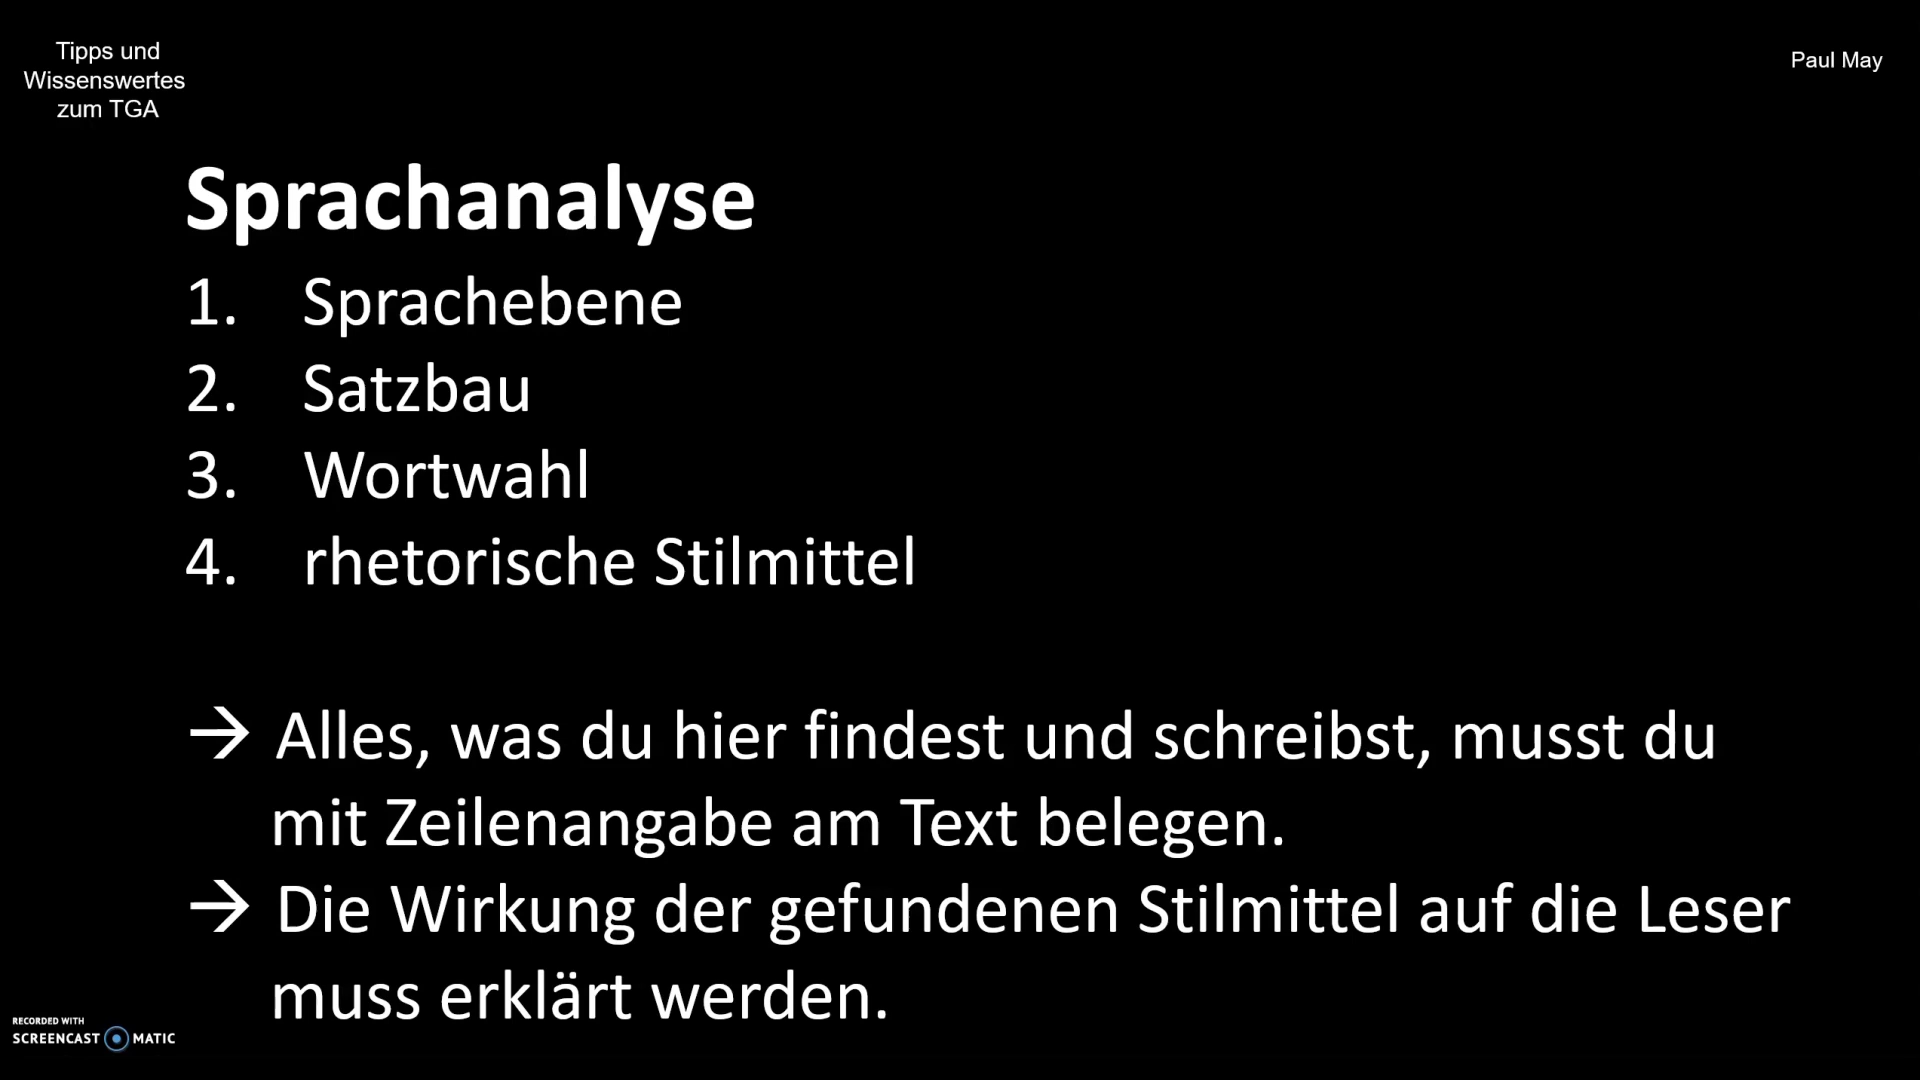 Tipps und
Wissenswertes
zum TGA
Paul May
Sprachanalyse
1. Sprachebene
2. Satzbau
3. Wortwahl
4. rhetorische Stilmittel
→ Alles, was du hier findest und schreibst, musst du
mit Zeilenangabe am Text belegen.
→ Die Wirkung der gefundenen Stilmittel auf die Leser
muss erklärt werden.
RECORDED WITH
SCREENCAST MATIC